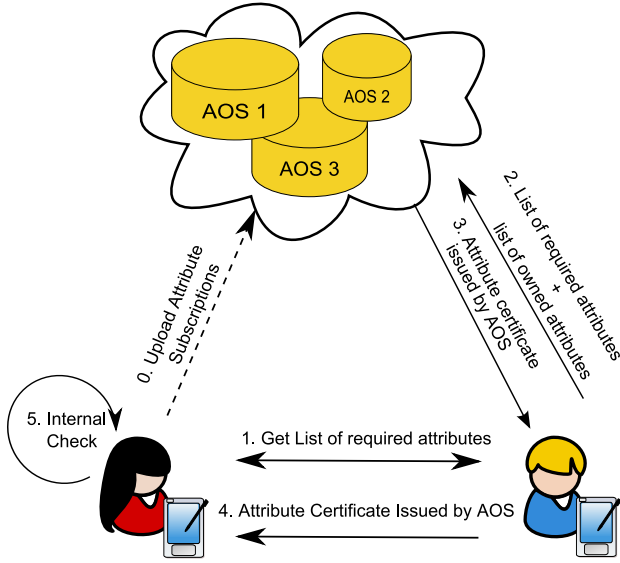 AOS 1
AOS 2
AOS 3
0. Upload Attribute
Subscriptions
2. List of required attributes
+
list of owned attributes
3. Attribute certificate
issued by AOS
5. Internal
Check
1. Get List of required attributes
4. Attribute Certificate Issued by AOS